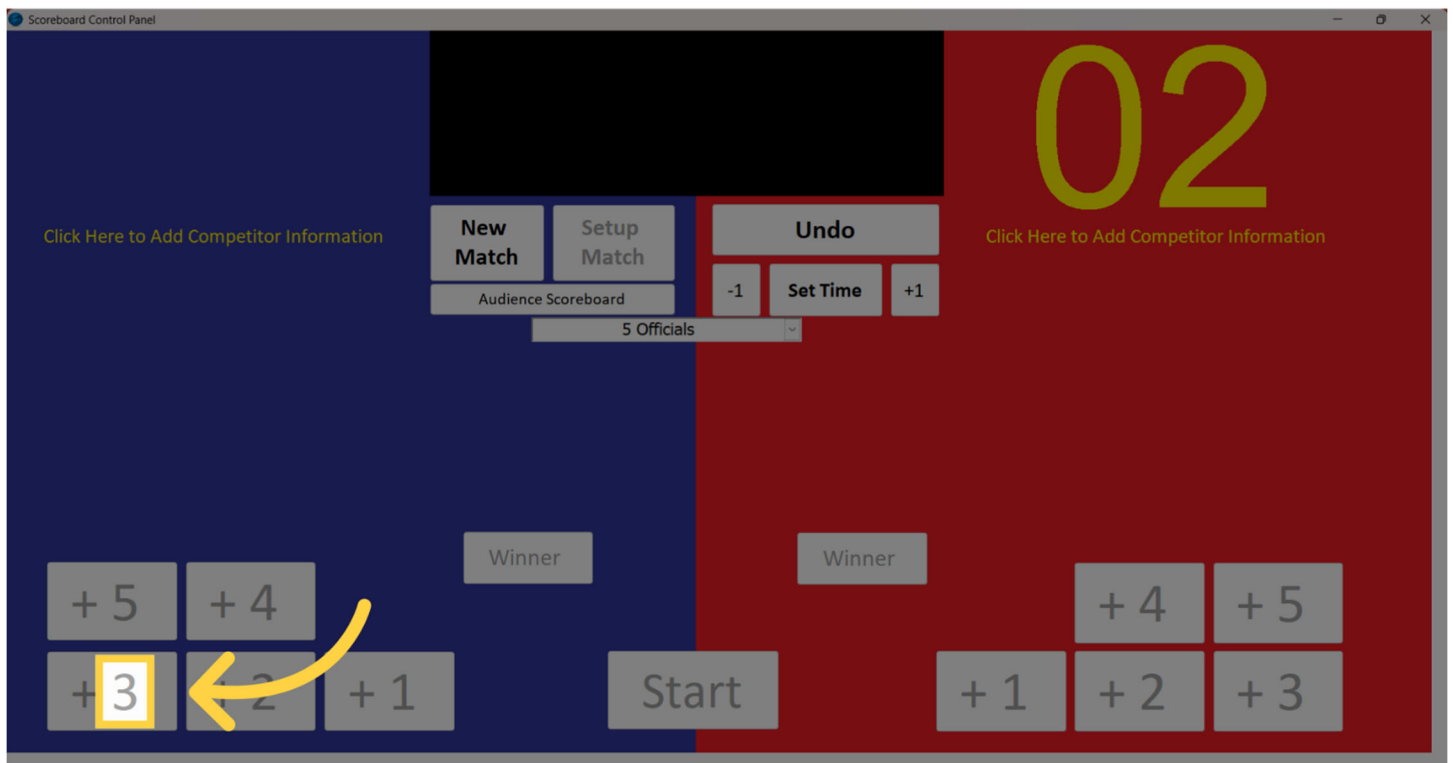 Scoreboard Control Panel
02
Click Here to Add Competitor Information
New Match
Setup Match
Undo
Click Here to Add Competitor Information
Audience Scoreboard
-1
Set Time
+1
5 Officials
Winner
Winner
+ 5
+ 4
+ 4
+ 5
+ 3
+ 2
+ 1
Start
+ 1
+ 2
+ 3